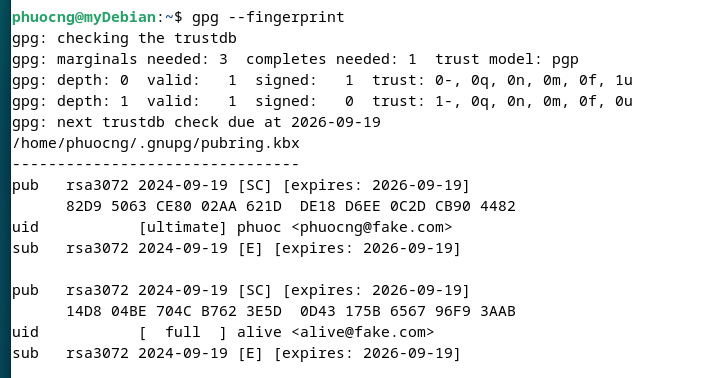 phuocng@myDebian:~$ gpg --fingerprint
gpg: checking the trustdb
gpg: marginals needed: 3  completes needed: 1  trust model: pgp
gpg: depth: 0  valid:   1  signed:   1  trust: 0-, 0q, 0n, 0m, 0f, 1u
gpg: depth: 1  valid:   1  signed:   0  trust: 1-, 0q, 0n, 0m, 0f, 0u
gpg: next trustdb check due at 2026-09-19
/home/phuocng/.gnupg/pubring.kbx
--------------------------------
pub   rsa3072 2024-09-19 [SC] [expires: 2026-09-19]
      82D9 5063 CE80 02AA 621D  DE18 D6EE 0C2D CB90 4482
uid           [ultimate] phuoc <phuocng@fake.com>
sub   rsa3072 2024-09-19 [E] [expires: 2026-09-19]

pub   rsa3072 2024-09-19 [SC] [expires: 2026-09-19]
      14D8 04BE 704C B762 3E5D  0D43 175B 6567 96F9 3AAB
uid           [  full  ] alive <alive@fake.com>
sub   rsa3072 2024-09-19 [E] [expires: 2026-09-19]